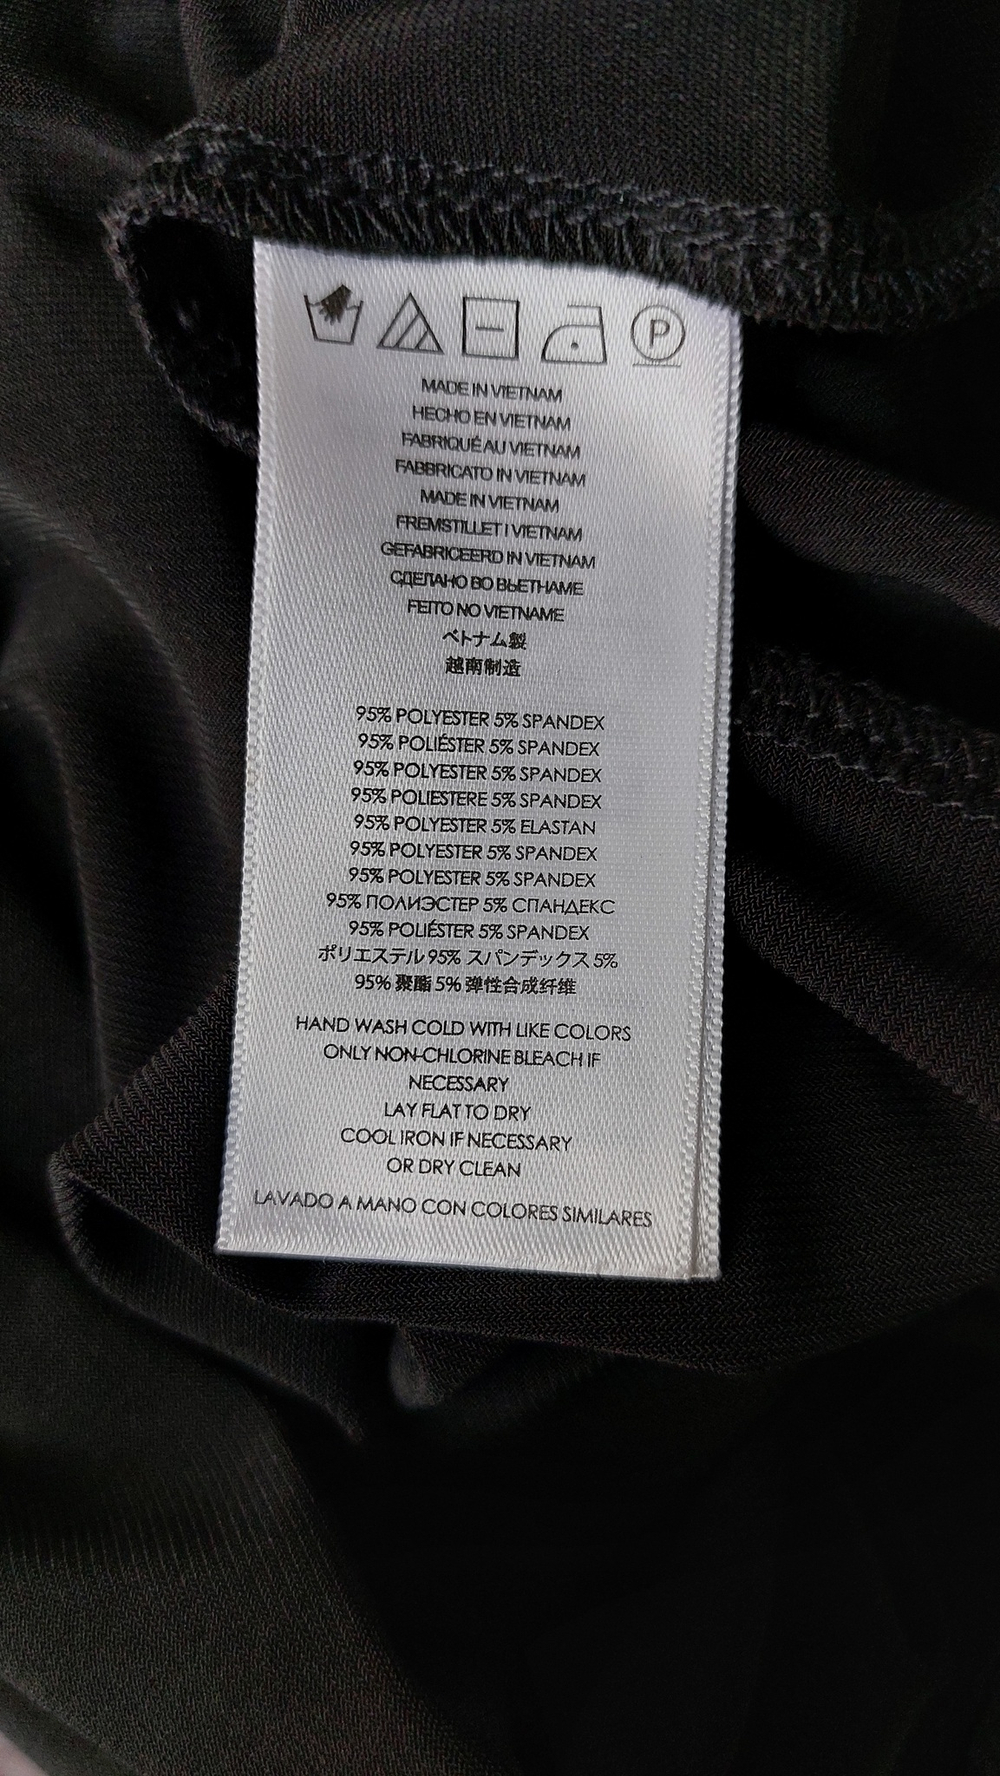 P
MADE IN VIETNAM
HECHO EN VIETNAM
FABRIQUÉ AU VIETNAM
FABBRICATO IN VIETNAM
MADE IN VIETNAM
FREMSTILLET I VIETNAM
GEFABRICEERD IN VIETNAM
СДЕЛАНО ВО ВЬЕТНАМЕ
FEITO NO VIETNAME
ベトナム製
越南制造
95% POLYESTER 5% SPANDEX
95% POLIÉSTER 5% SPANDEX
95% POLYESTER 5% SPANDEX
95% POLIESTERE 5% SPANDEX
95% POLYESTER 5% ELASTAN
95% POLYESTER 5% SPANDEX
95% POLYESTER 5% SPANDEX
95% ПОЛИЭСТЕР 5% СПАНДЕКС
95% POLIÉSTER 5% SPANDEX
ポリエステル 95% スパンデックス 5%
95% 聚酯 5% 弹性合成纤维
HAND WASH COLD WITH LIKE COLORS
ONLY NON-CHLORINE BLEACH IF
NECESSARY
LAY FLAT TO DRY
COOL IRON IF NECESSARY
OR DRY CLEAN
LAVADO A MANO CON COLORES SIMILARES